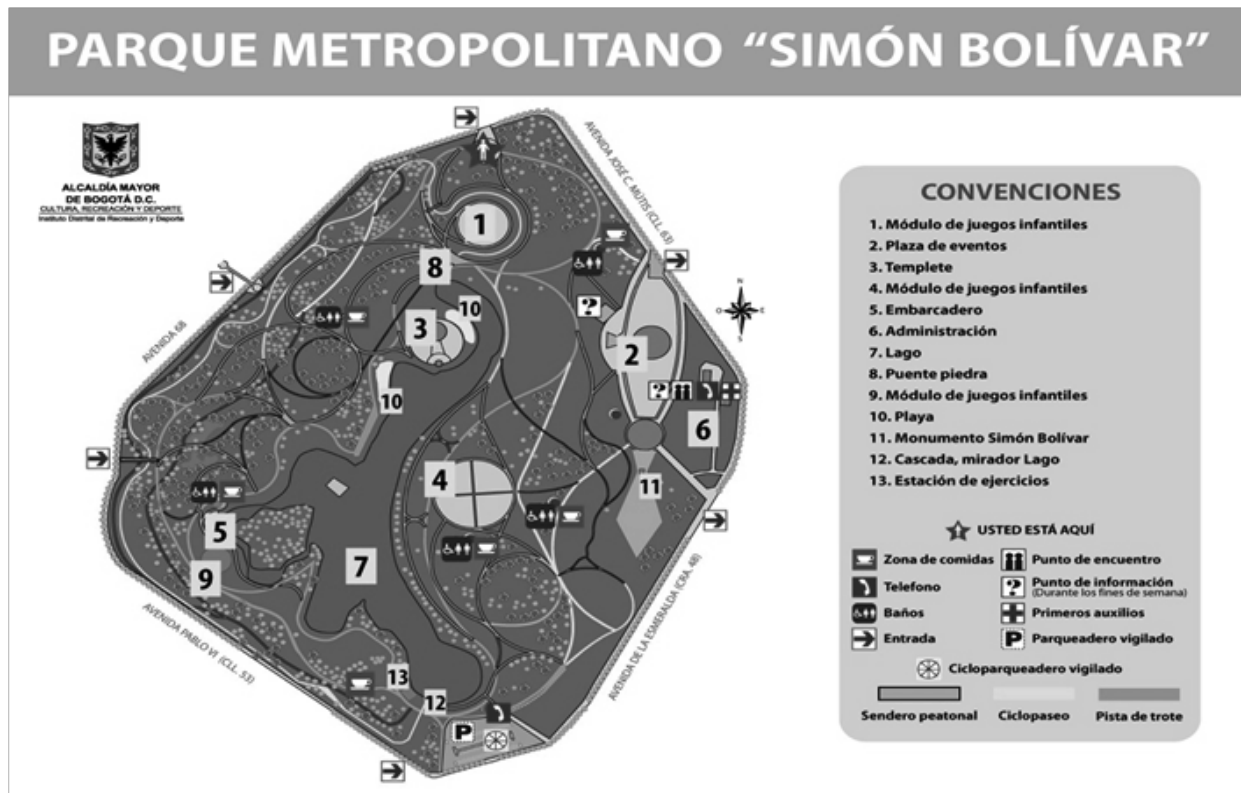 PARQUE METROPOLITANO “SIMÓN BOLÍVAR”
ALCALDÍA MAYOR
DE BOGOTÁ D.C.
CULTURA, RECREACIÓN Y DEPORTE
Instituto Distrital de Recreación y Deporte
AVENIDA JOSÉ C. MÚTIS (CLL. 63)
AVENIDA 68
AVENIDA PABLO VI (CLL. 53)
AVENIDA DE LA ESMERALDA (CRA. 48)
1
8
10
3
2
?
N
O
E
S
10
?
6
4
11
5
9
7
13
12
P
CONVENCIONES
1. Módulo de juegos infantiles
2. Plaza de eventos
3. Templete
4. Módulo de juegos infantiles
5. Embarcadero
6. Administración
7. Lago
8. Puente piedra
9. Módulo de juegos infantiles
10. Playa
11. Monumento Simón Bolívar
12. Cascada, mirador Lago
13. Estación de ejercicios
USTED ESTÁ AQUÍ
Zona de comidas
Punto de encuentro
Telefono
? Punto de información
(Durante los fines de semana)
Baños
Primeros auxilios
Entrada
P Parqueadero vigilado
Cicloparqueadero vigilado
Sendero peatonal
Ciclopaseo
Pista de trote